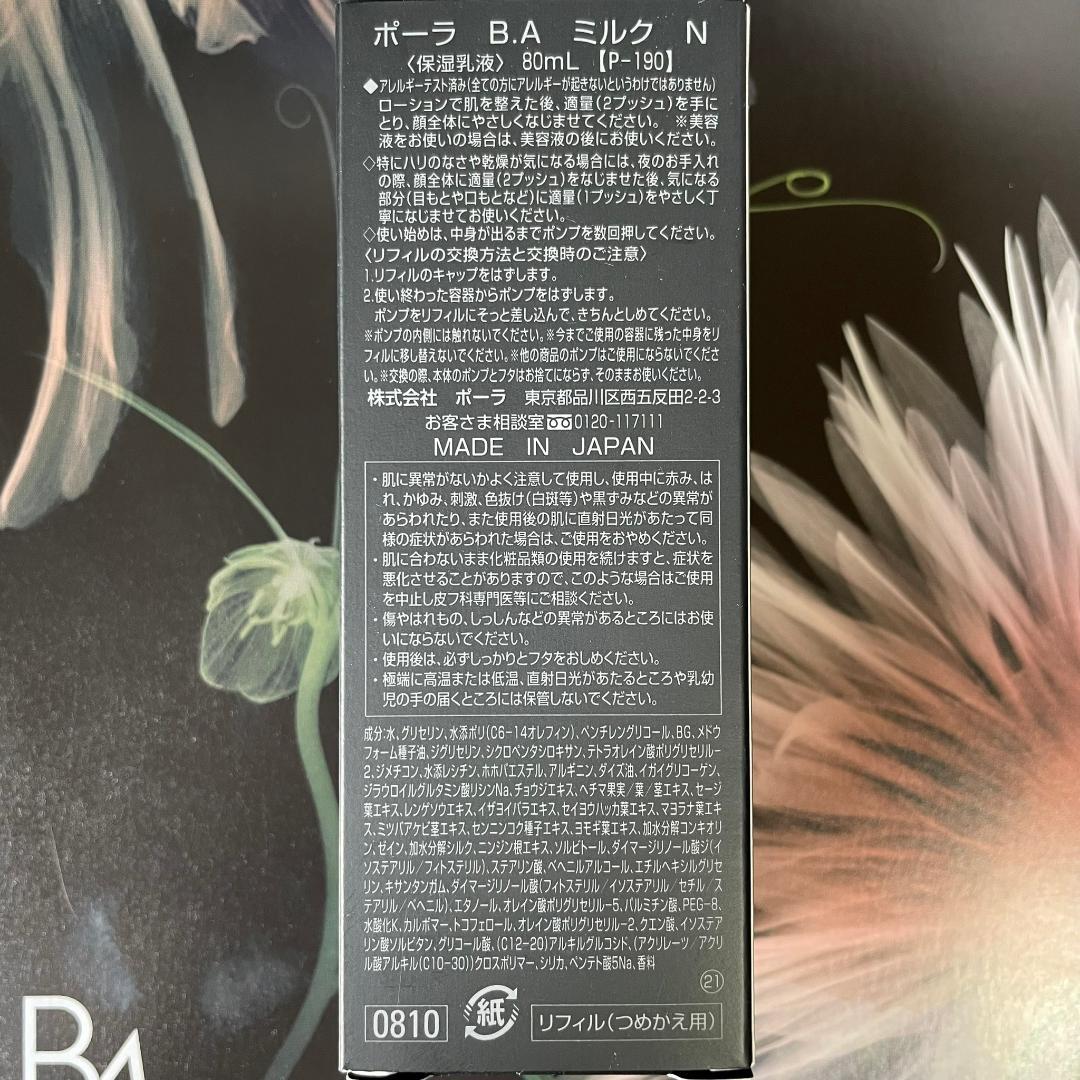 ポーラ B.A ミルク N
〈保湿乳液〉 80mL 【P-190】
◆アレルギーテスト済み(全ての方にアレルギーが起きないというわけではありません)
ローションで肌を整えた後、適量(2プッシュ)を手に
とり、顔全体にやさしくなじませてください。 ※美容
液をお使いの場合は、美容液の後にお使いください。
◇特にハリのなさや乾燥が気になる場合には、夜のお手入れ
の際、顔全体に適量(2プッシュ)をなじませた後、気になる
部分(目もとや口もとなど)に適量(1プッシュ)をやさしく丁
寧になじませてお使いください。
◇使い始めは、中身が出るまでポンプを数回押してください。
〈リフィルの交換方法と交換時のご注意〉
1.リフィルのキャップをはずします。
2.使い終わった容器からポンプをはずします。
ポンプをリフィルにそっと差し込んで、きちんとしめてください。
※ポンプの内側には触れないでください。※今までご使用の容器に残った中身をリ
フィルに移し替えないでください。※他の商品のポンプはご使用にならないでくださ
い。※交換の際、本体のポンプとフタはお捨てにならず、そのままお使いください。
株式会社 ポーラ 東京都品川区西五反田2-2-3
お客さま相談室 0120-117111
MADE IN JAPAN
・肌に異常がないかよく注意して使用し、使用中に赤み、は
れ、かゆみ、刺激、色抜け(白斑等)や黒ずみなどの異常が
あらわれたり、また使用後の肌に直射日光があたって同
様の症状があらわれた場合は、ご使用をおやめください。
・肌に合わないまま化粧品類の使用を続けますと、症状を
悪化させることがありますので、このような場合はご使用
を中止し皮フ科専門医等にご相談ください。
・傷やはれもの、しっしんなどの異常があるところにはお使
いにならないでください。
・使用後は、必ずしっかりとフタをおしめください。
・極端に高温または低温、直射日光があたるところや乳幼
児の手の届くところには保管しないでください。
成分:水、グリセリン、水添ポリ(C6-14オレフィン)、ペンチレングリコール、BG、メドウ
フォーム種子油、ジグリセリン、シクロペンタシロキサン、テトラオレイン酸ポリグリセリル-
2、ジメチコン、水添レシチン、ホホバエステル、アルギニン、ダイズ油、イガイグリコーゲン、
ジラウロイルグルタミン酸リシンNa、チョウジエキス、ヘチマ果実/葉/茎エキス、セージ
葉エキス、レンゲソウエキス、イザヨイバラエキス、セイヨウハッカ葉エキス、マヨラナ葉エキ
ス、ミツバアケビ茎エキス、センニンコク種子エキス、ヨモギ葉エキス、加水分解コンキオリ
ン、ゼイン、加水分解シルク、ニンジン根エキス、ソルビトール、ダイマージリノール酸ジ(イ
ソステアリル/フィトステリル)、ステアリン酸、ベヘニルアルコール、エチルヘキシルグリセ
リン、キサンタンガム、ダイマージリノール酸(フィトステリル/イソステアリル/セチル/ス
テアリル/ベヘニル)、エタノール、オレイン酸ポリグリセリル-5、パルミチン酸、PEG-8、
水酸化K、カルボマー、トコフェロール、オレイン酸ポリグリセリル-2、クエン酸、イソステア
リン酸ソルビタン、グリコール酸、(C12-20)アルキルグルコシド、(アクリレーツ/アクリ
ル酸アルキル(C10-30))クロスポリマー、シリカ、ペンテト酸5Na、香料
㉑
0810 紙 リフィル(つめかえ用)
BA